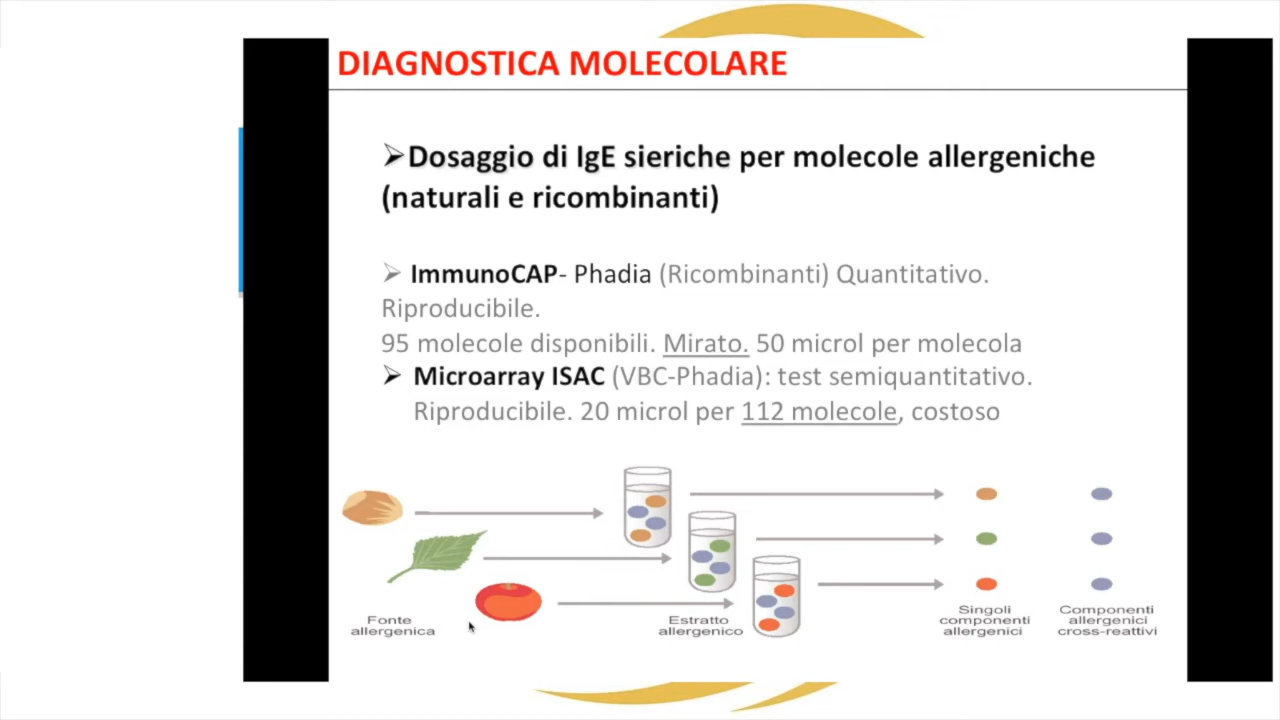 DIAGNOSTICA MOLECOLARE
➢Dosaggio di IgE sieriche per molecole allergeniche
(naturali e ricombinanti)
➢ ImmunoCAP- Phadia (Ricombinanti) Quantitativo.
Riproducibile.
95 molecole disponibili. Mirato. 50 microl per molecola
➢ Microarray ISAC (VBC-Phadia): test semiquantitativo.
Riproducibile. 20 microl per 112 molecole, costoso
Fonte
allergenica
Estratto
allergenico
Singoli
componenti
allergenici
Componenti
allergenici
cross-reattivi